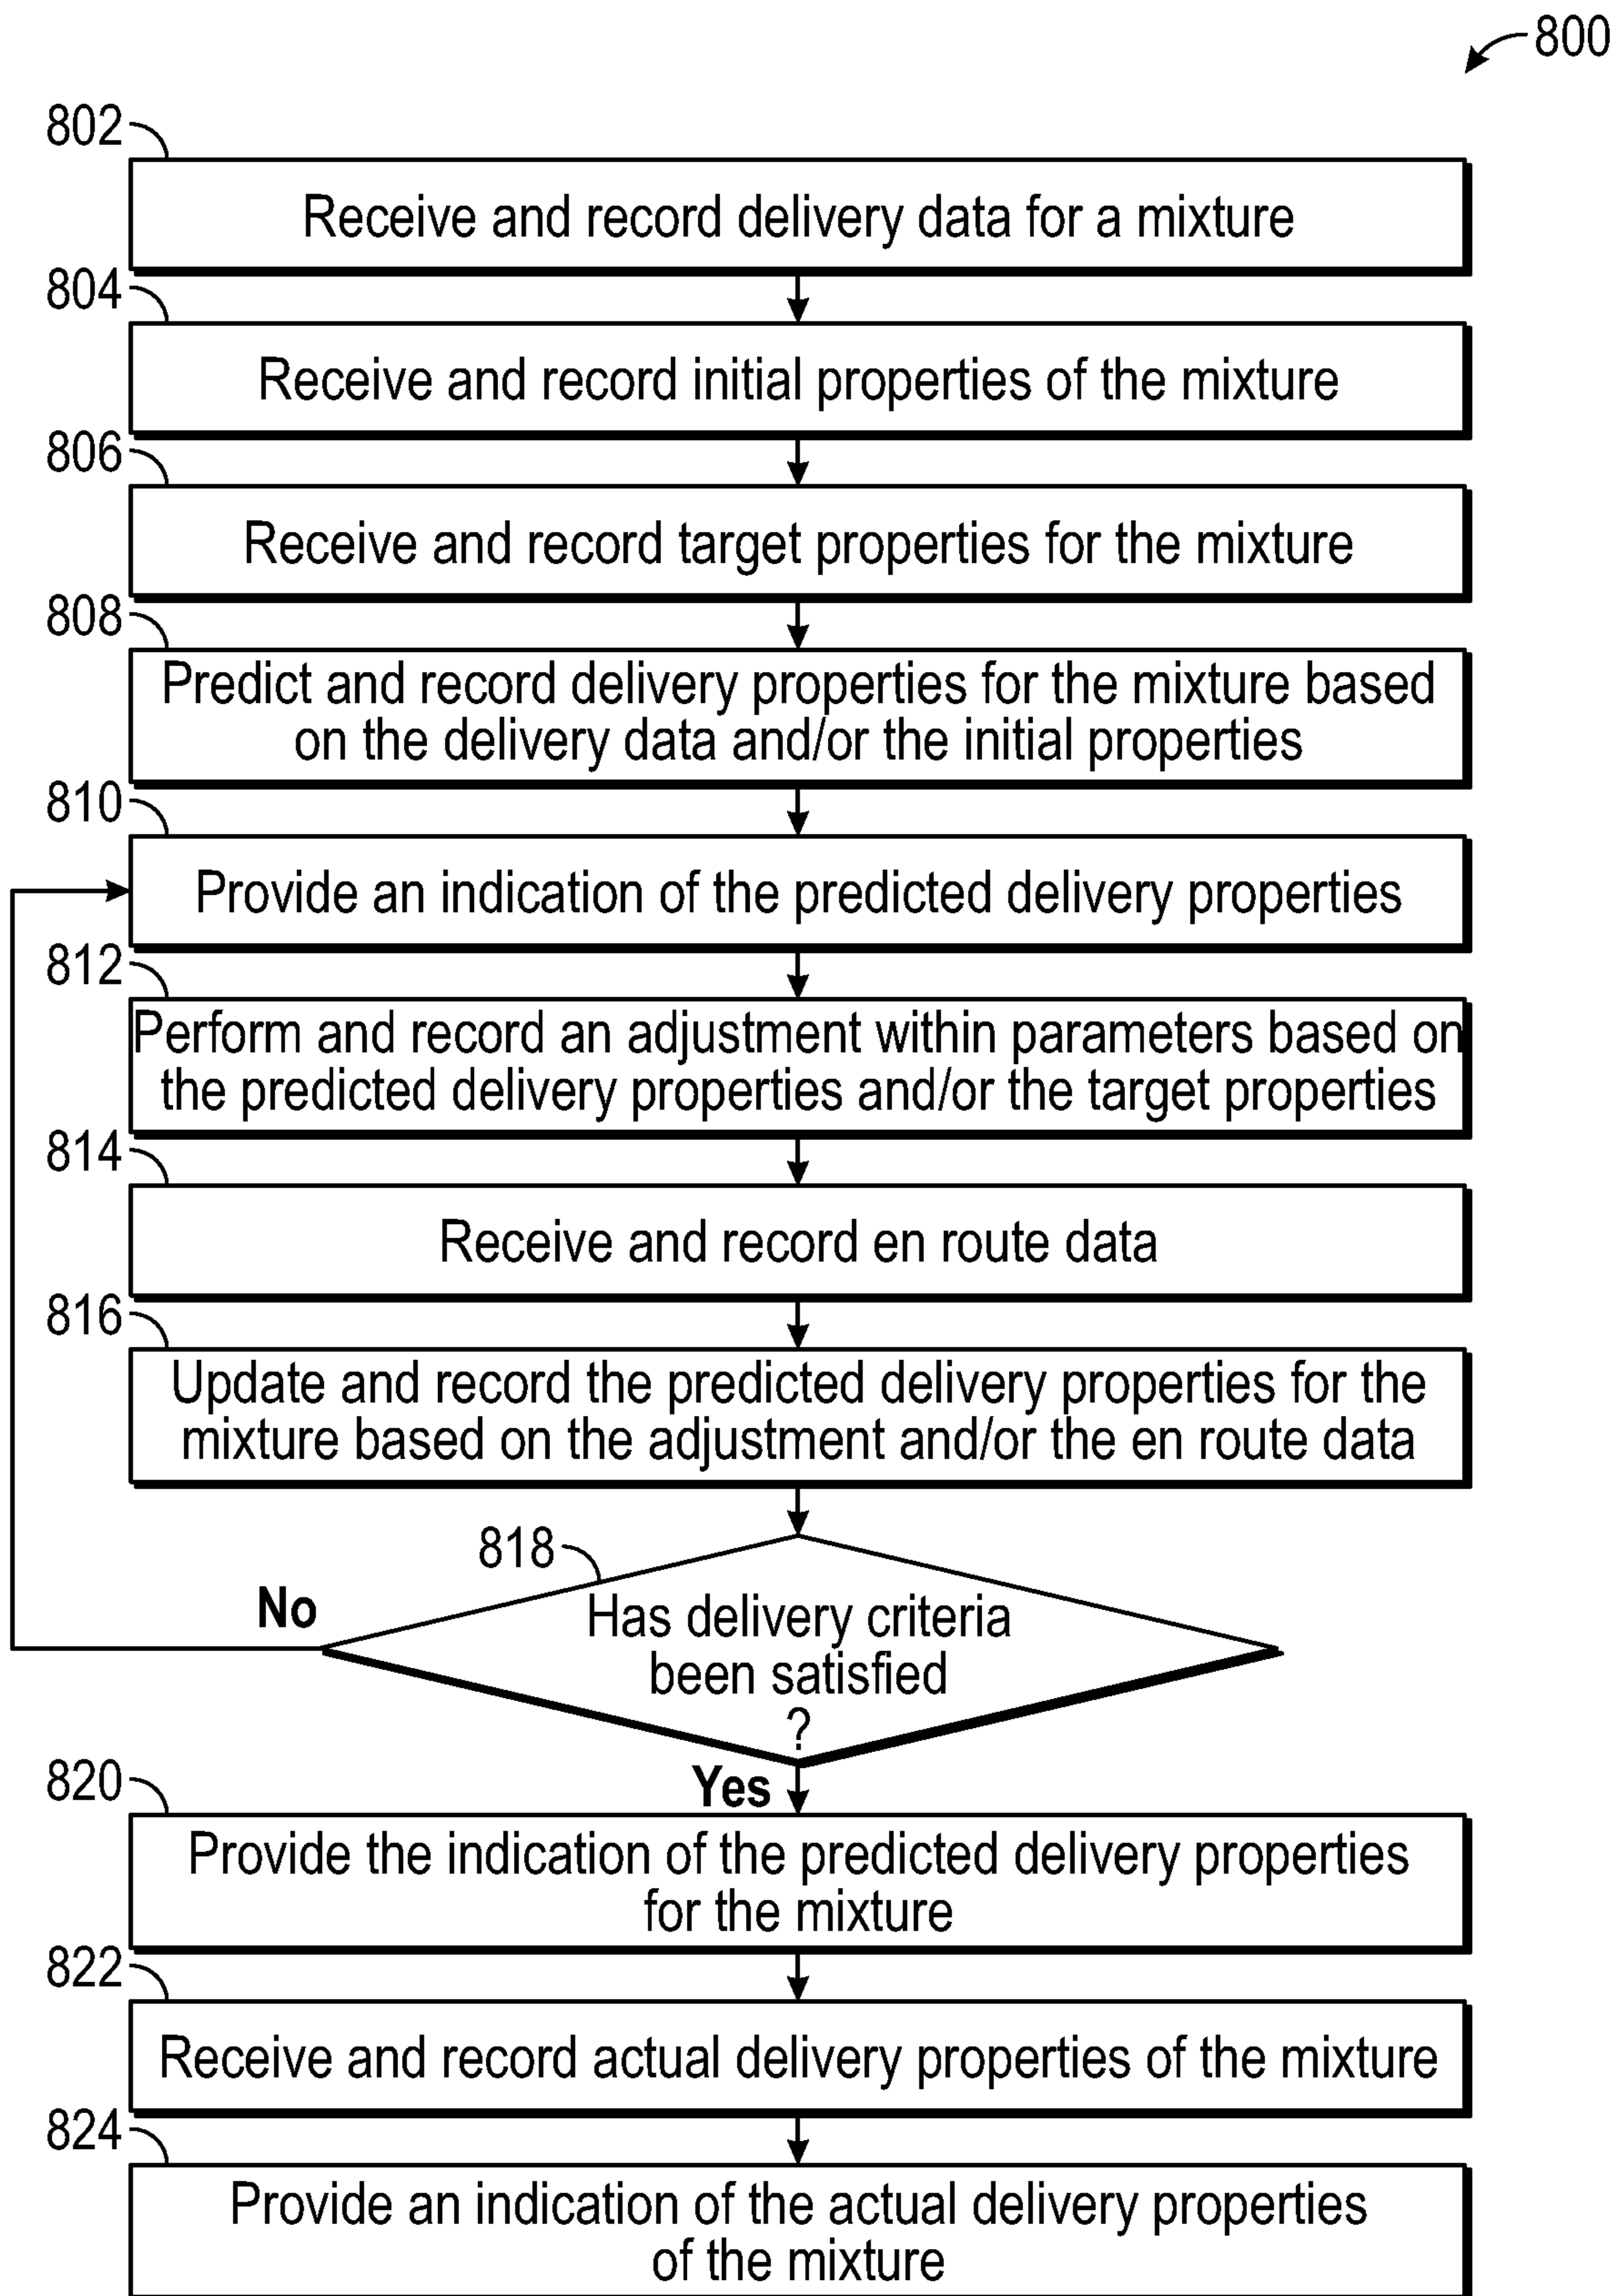 800
802
Receive and record delivery data for a mixture
804
Receive and record initial properties of the mixture
806
Receive and record target properties for the mixture
808
Predict and record delivery properties for the mixture based
on the delivery data and/or the initial properties
810
Provide an indication of the predicted delivery properties
812
Perform and record an adjustment within parameters based on
the predicted delivery properties and/or the target properties
814
Receive and record en route data
816
Update and record the predicted delivery properties for the
mixture based on the adjustment and/or the en route data
818
No
Has delivery criteria
been satisfied
?
Yes
820
Provide the indication of the predicted delivery properties
for the mixture
822
Receive and record actual delivery properties of the mixture
824
Provide an indication of the actual delivery properties
of the mixture